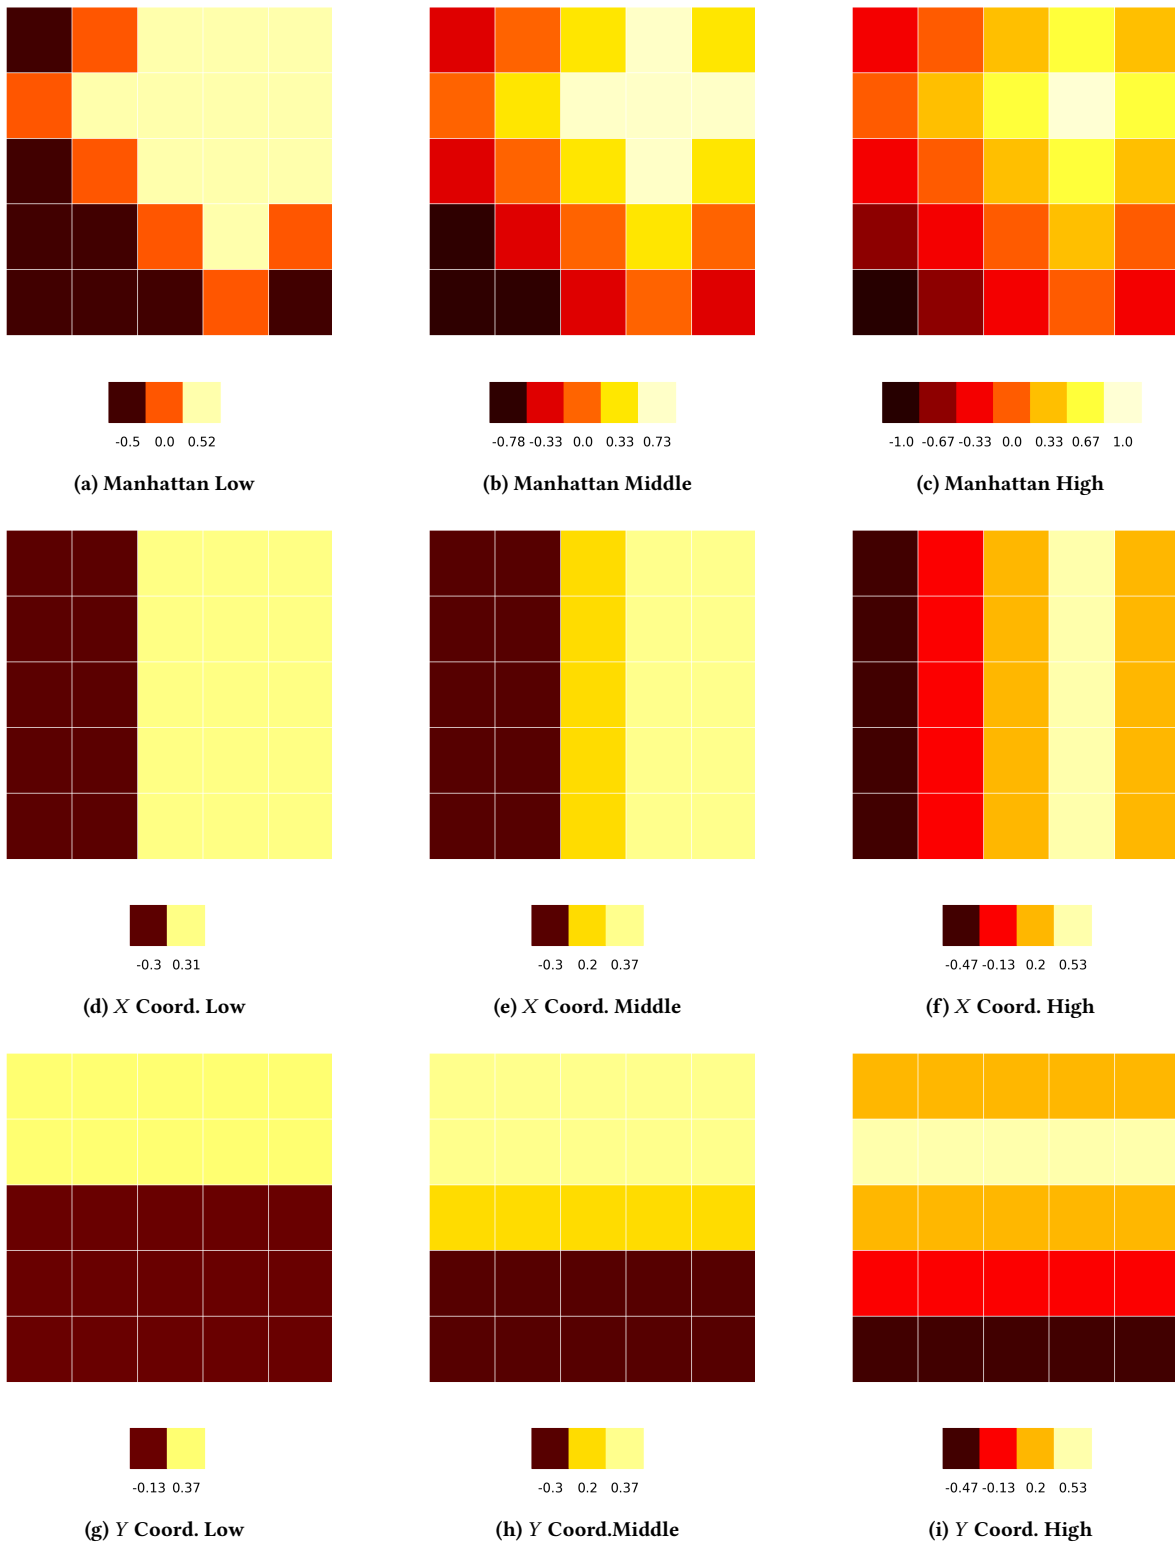 -0.5 0.0 0.52
-0.78 -0.33 0.0 0.33 0.73
-1.0 -0.67 -0.33 0.0 0.33 0.67 1.0
(a) Manhattan Low
(b) Manhattan Middle
(c) Manhattan High
-0.3 0.31
-0.3 0.2 0.37
-0.47 -0.13 0.2 0.53
(d) X Coord. Low
(e) X Coord. Middle
(f) X Coord. High
-0.13 0.37
-0.3 0.2 0.37
-0.47 -0.13 0.2 0.53
(g) Y Coord. Low
(h) Y Coord.Middle
(i) Y Coord. High